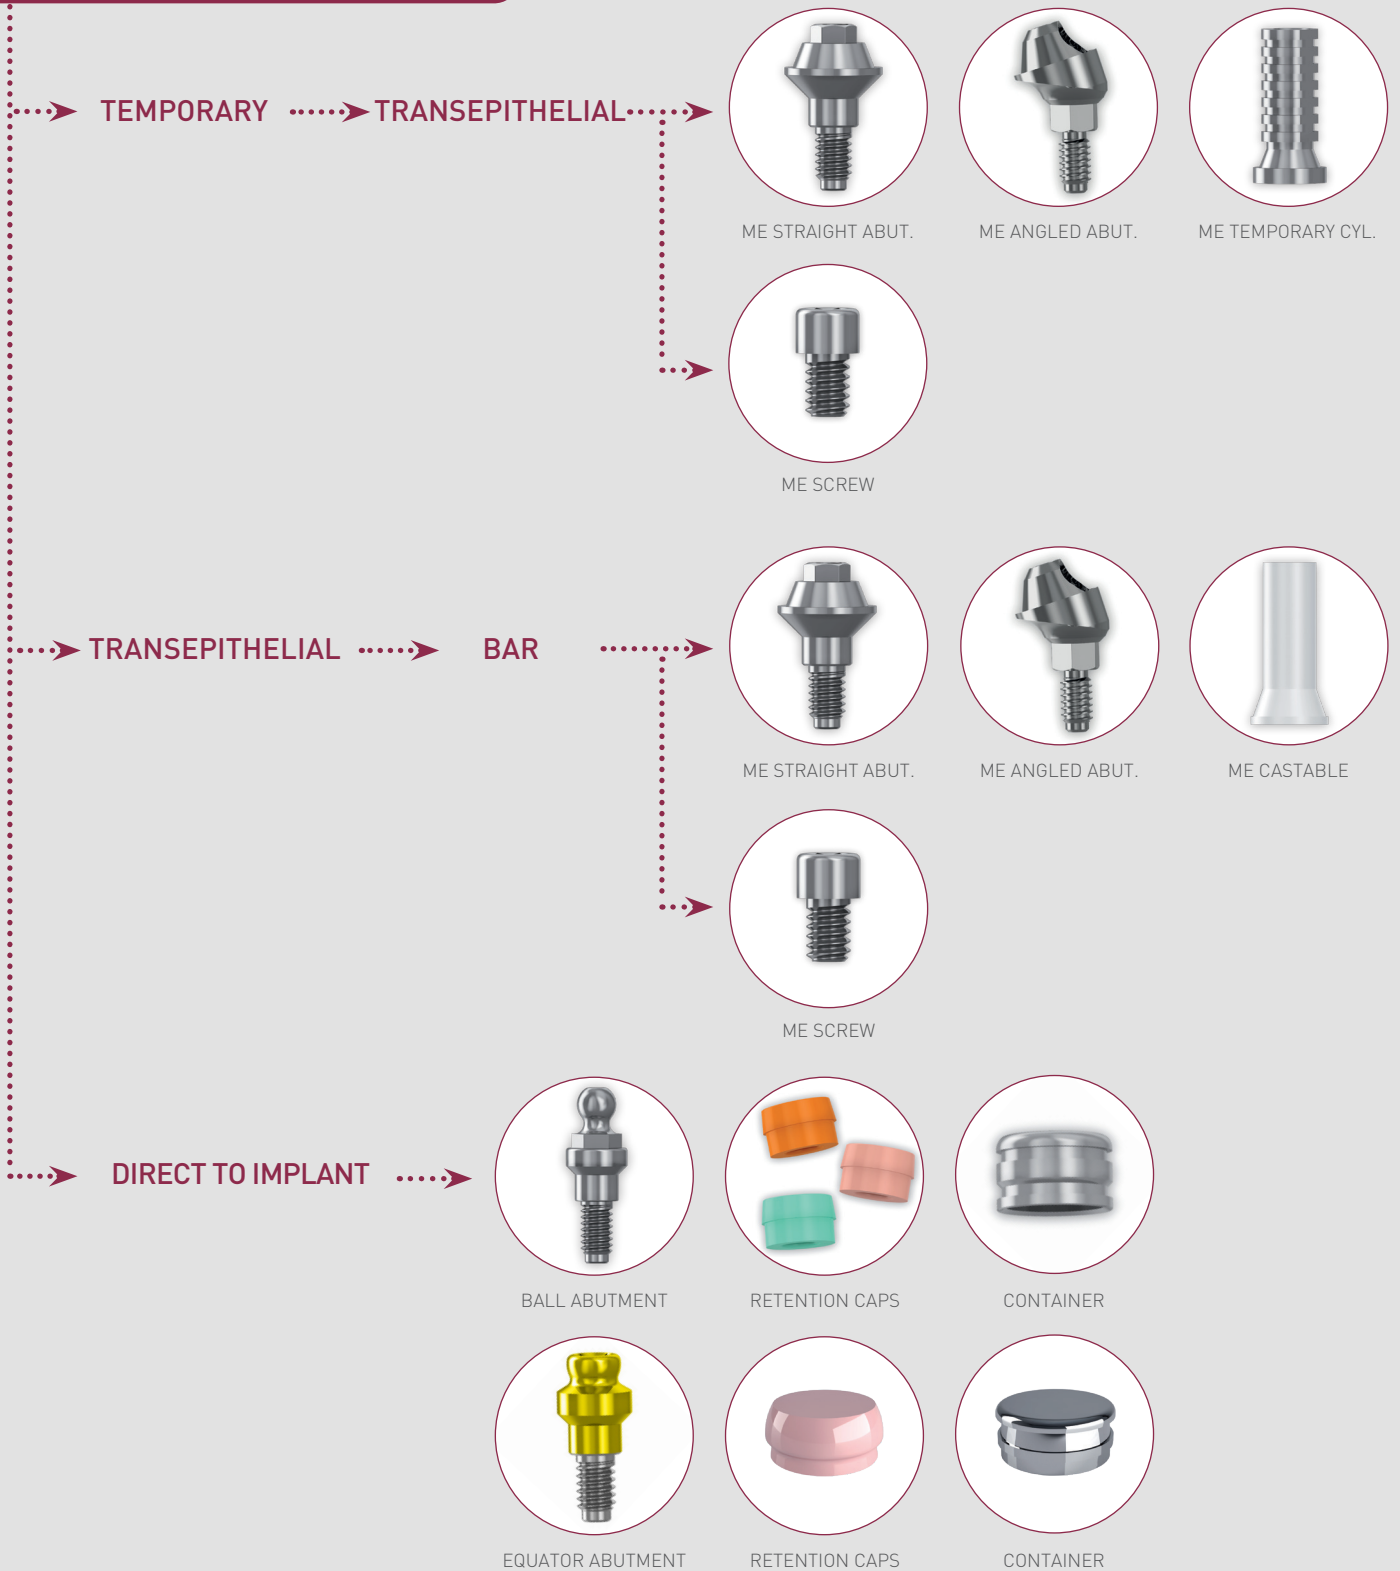 TEMPORARY
TRANSEPITHELIAL
ME STRAIGHT ABUT.
ME ANGLED ABUT.
ME TEMPORARY CYL.
ME SCREW
TRANSEPITHELIAL
BAR
ME STRAIGHT ABUT.
ME ANGLED ABUT.
ME CASTABLE
ME SCREW
DIRECT TO IMPLANT
BALL ABUTMENT
RETENTION CAPS
CONTAINER
EQUATOR ABUTMENT
RETENTION CAPS
CONTAINER